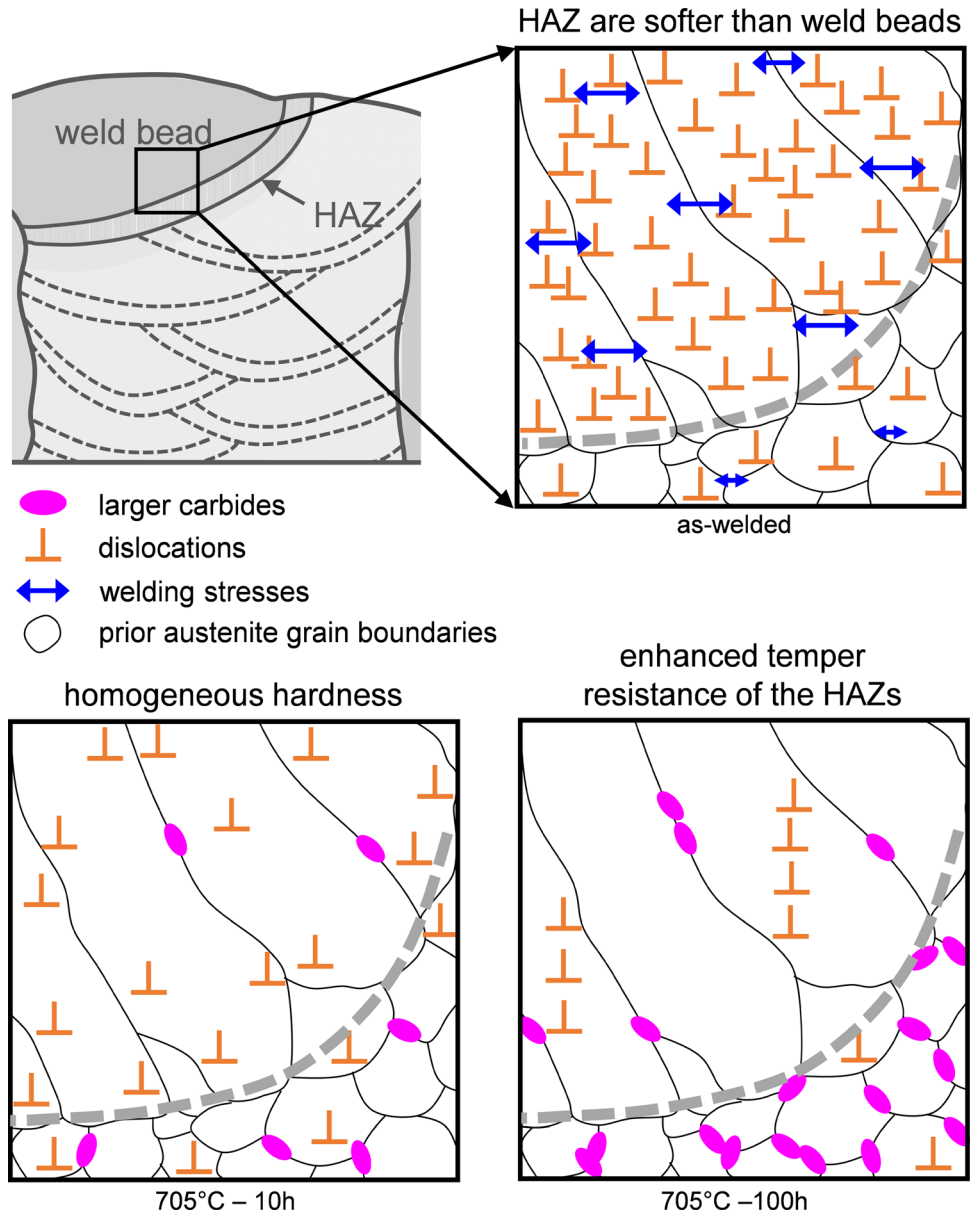 HAZ are softer than weld beads
weld bead
HAZ
as-welded
larger carbides
dislocations
welding stresses
prior austenite grain boundaries
homogeneous hardness
enhanced temper
resistance of the HAZs
705°C – 10h
705°C –100h